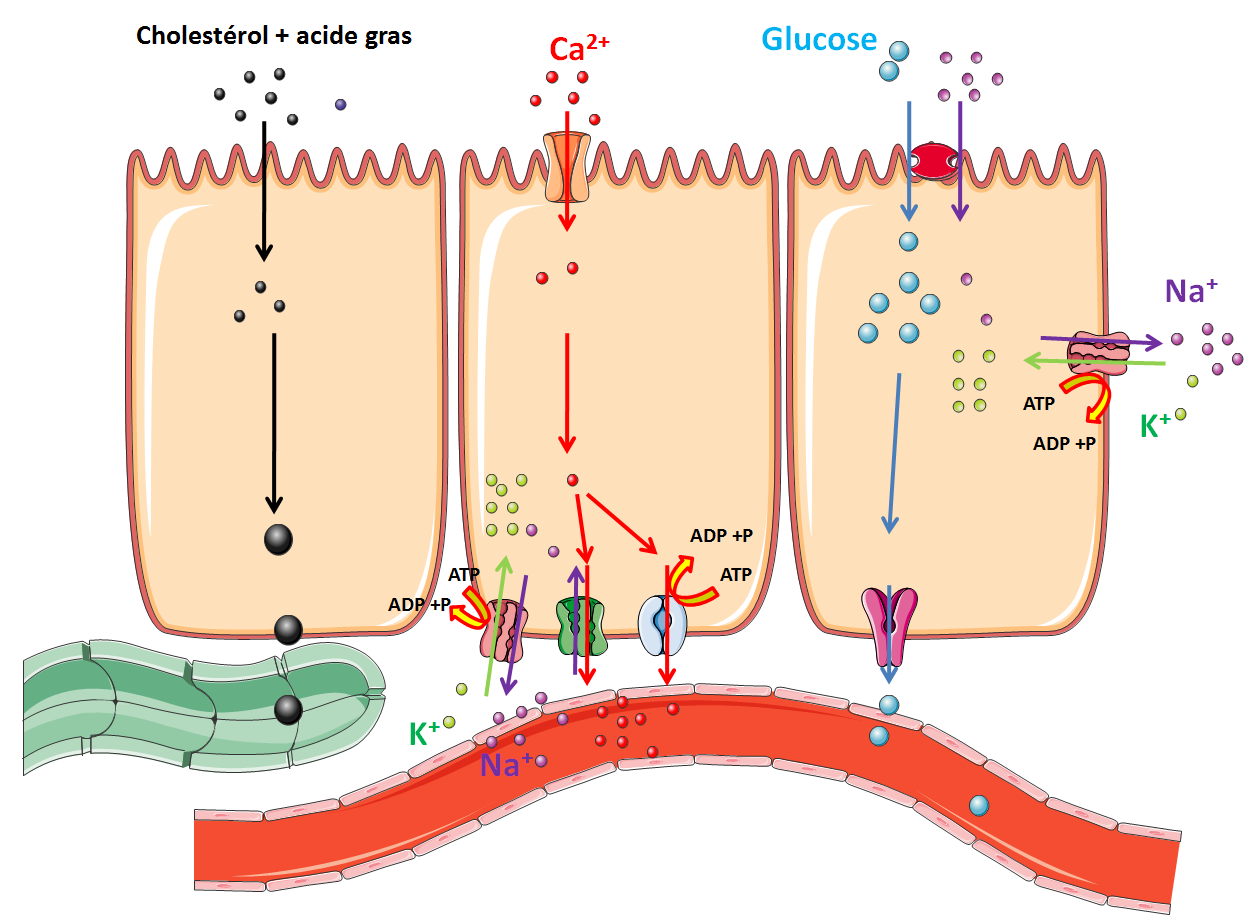 Cholestérol + acide gras
Ca²⁺
Glucose
Na⁺
ATP
K⁺
ADP +P
ADP +P
ATP
ATP
ADP +P
K⁺
Na⁺